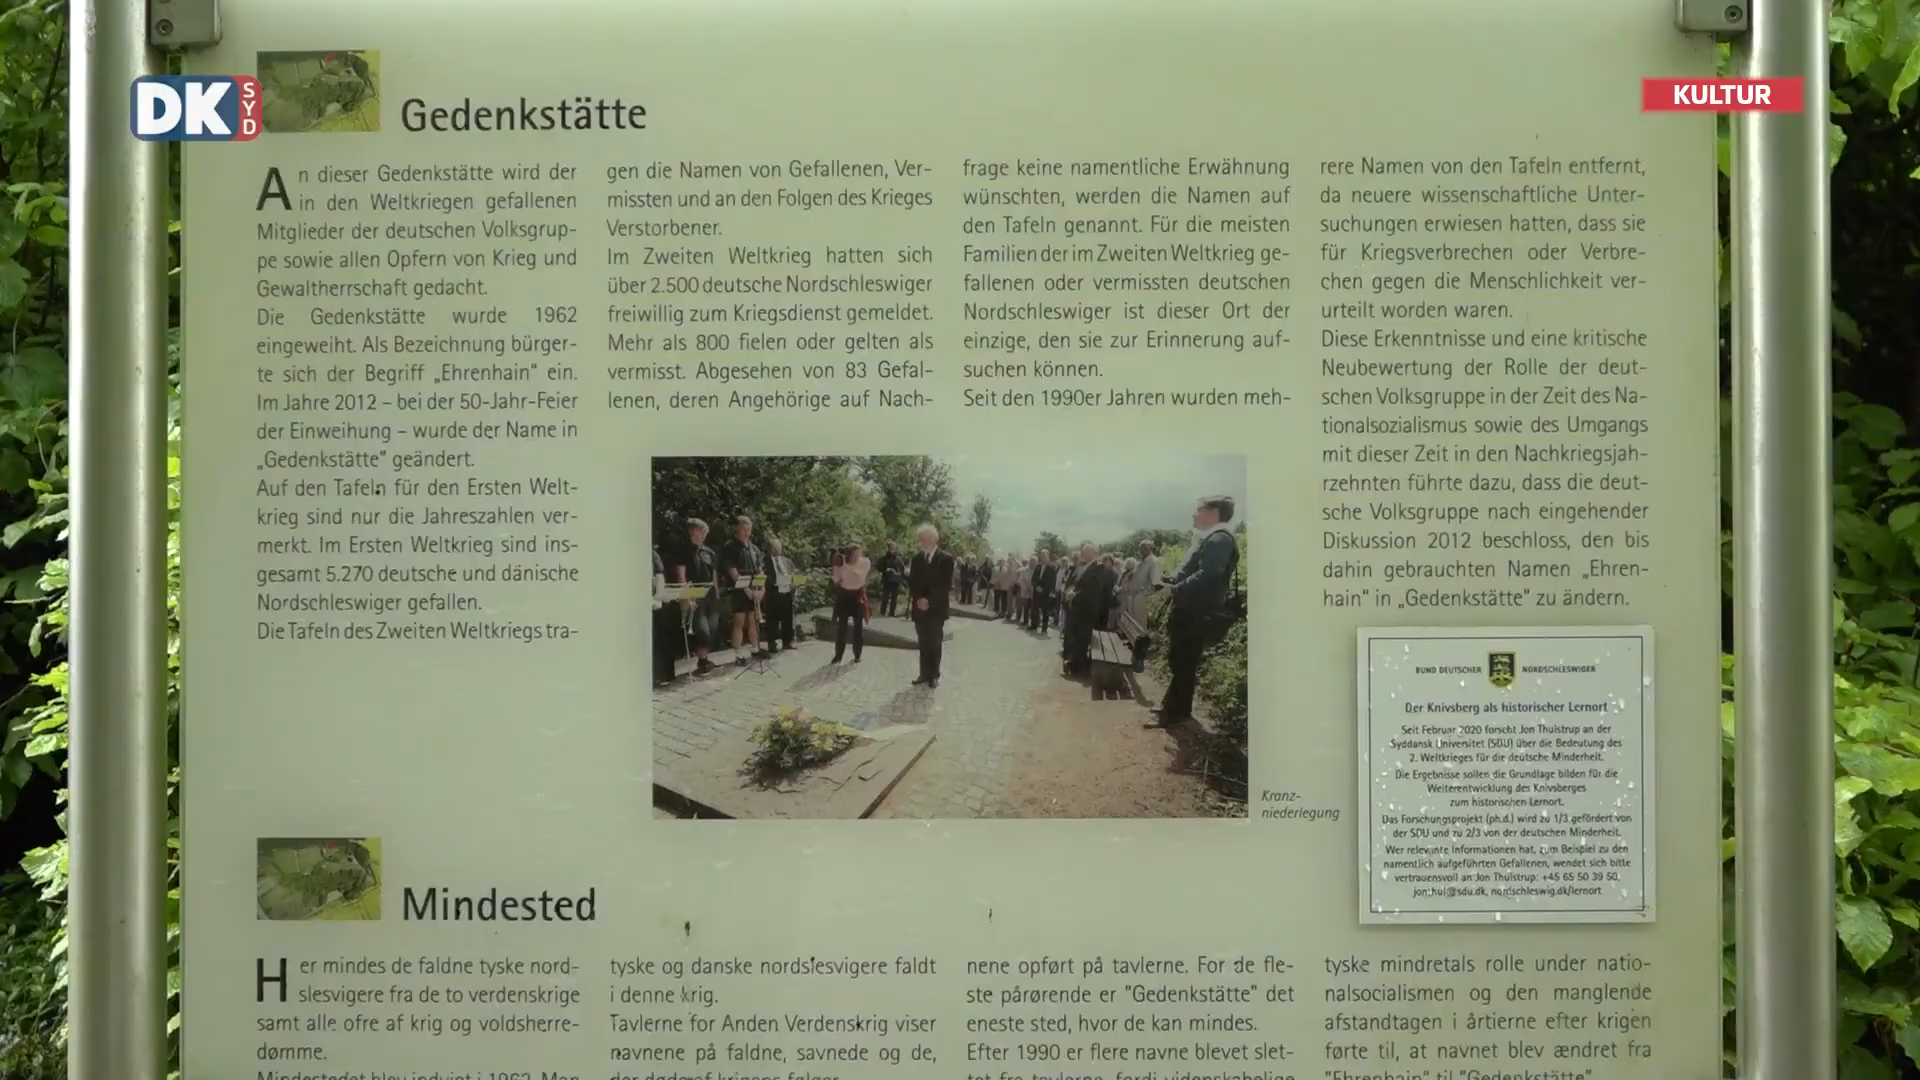 DK
SYD
KULTUR
Gedenkstätte
An dieser Gedenkstätte wird der
in den Weltkriegen gefallenen
Mitglieder der deutschen Volksgrup-
pe sowie allen Opfern von Krieg und
Gewaltherrschaft gedacht.
Die Gedenkstätte wurde 1962
eingeweiht. Als Bezeichnung bürger-
te sich der Begriff „Ehrenhain“ ein.
Im Jahre 2012 – bei der 50-Jahr-Feier
der Einweihung – wurde der Name in
„Gedenkstätte“ geändert.
Auf den Tafeln für den Ersten Welt-
krieg sind nur die Jahreszahlen ver-
merkt. Im Ersten Weltkrieg sind ins-
gesamt 5.270 deutsche und dänische
Nordschleswiger gefallen.
Die Tafeln des Zweiten Weltkriegs tra-
gen die Namen von Gefallenen, Ver-
missten und an den Folgen des Krieges
Verstorbener.
Im Zweiten Weltkrieg hatten sich
über 2.500 deutsche Nordschleswiger
freiwillig zum Kriegsdienst gemeldet.
Mehr als 800 fielen oder gelten als
vermisst. Abgesehen von 83 Gefal-
lenen, deren Angehörige auf Nach-
frage keine namentliche Erwähnung
wünschten, werden die Namen auf
den Tafeln genannt. Für die meisten
Familien der im Zweiten Weltkrieg ge-
fallenen oder vermissten deutschen
Nordschleswiger ist dieser Ort der
einzige, den sie zur Erinnerung auf-
suchen können.
Seit den 1990er Jahren wurden meh-
rere Namen von den Tafeln entfernt,
da neuere wissenschaftliche Unter-
suchungen erwiesen hatten, dass sie
für Kriegsverbrechen oder Verbre-
chen gegen die Menschlichkeit ver-
urteilt worden waren.
Diese Erkenntnisse und eine kritische
Neubewertung der Rolle der deut-
schen Volksgruppe in der Zeit des Na-
tionalsozialismus sowie des Umgangs
mit dieser Zeit in den Nachkriegsjah-
rzehnten führte dazu, dass die deut-
sche Volksgruppe nach eingehender
Diskussion 2012 beschloss, den bis
dahin gebrauchten Namen „Ehren-
hain“ in „Gedenkstätte“ zu ändern.
Kranz-
niederlegung
BUND DEUTSCHER NORDSCHLESWIGER
Der Knivsberg als historischer Lernort
Seit Februar 2020 forscht Jon Thulstrup an der
Syddansk Universitet (SDU) über die Bedeutung des
2. Weltkrieges für die deutsche Minderheit.
Die Ergebnisse sollen die Grundlage bilden für die
Weiterentwicklung des Knivsberges
zum historischen Lernort.
Das Forschungsprojekt (ph.d.) wird zu 1/3 gefördert von
der SDU und zu 2/3 von der deutschen Minderheit.
Wer relevante Informationen hat, zum Beispiel zu den
namentlich aufgeführten Gefallenen, wendet sich bitte
vertrauensvoll an Jon Thulstrup: +45 65 50 39 50,
jonthul@sdu.dk, nordschleswig.dk/lernort
Mindested
Her mindes de faldne tyske nord-
slesvigere fra de to verdenskrige
samt alle ofre af krig og voldsherre-
dømme.
Mindestedet blev indviet i 1962. Man
tyske og danske nordslesvigere faldt
i denne krig.
Tavlerne for Anden Verdenskrig viser
navnene på faldne, savnede og de,
der døde af krigens følger.
nene opført på tavlerne. For de fle-
ste pårørende er "Gedenkstätte" det
eneste sted, hvor de kan mindes.
Efter 1990 er flere navne blevet slet-
tet fra tavlerne, fordi videnskabelige
tyske mindretals rolle under natio-
nalsocialismen og den manglende
afstandtagen i årtierne efter krigen
førte til, at navnet blev ændret fra
"Ehrenhain" til "Gedenkstätte".